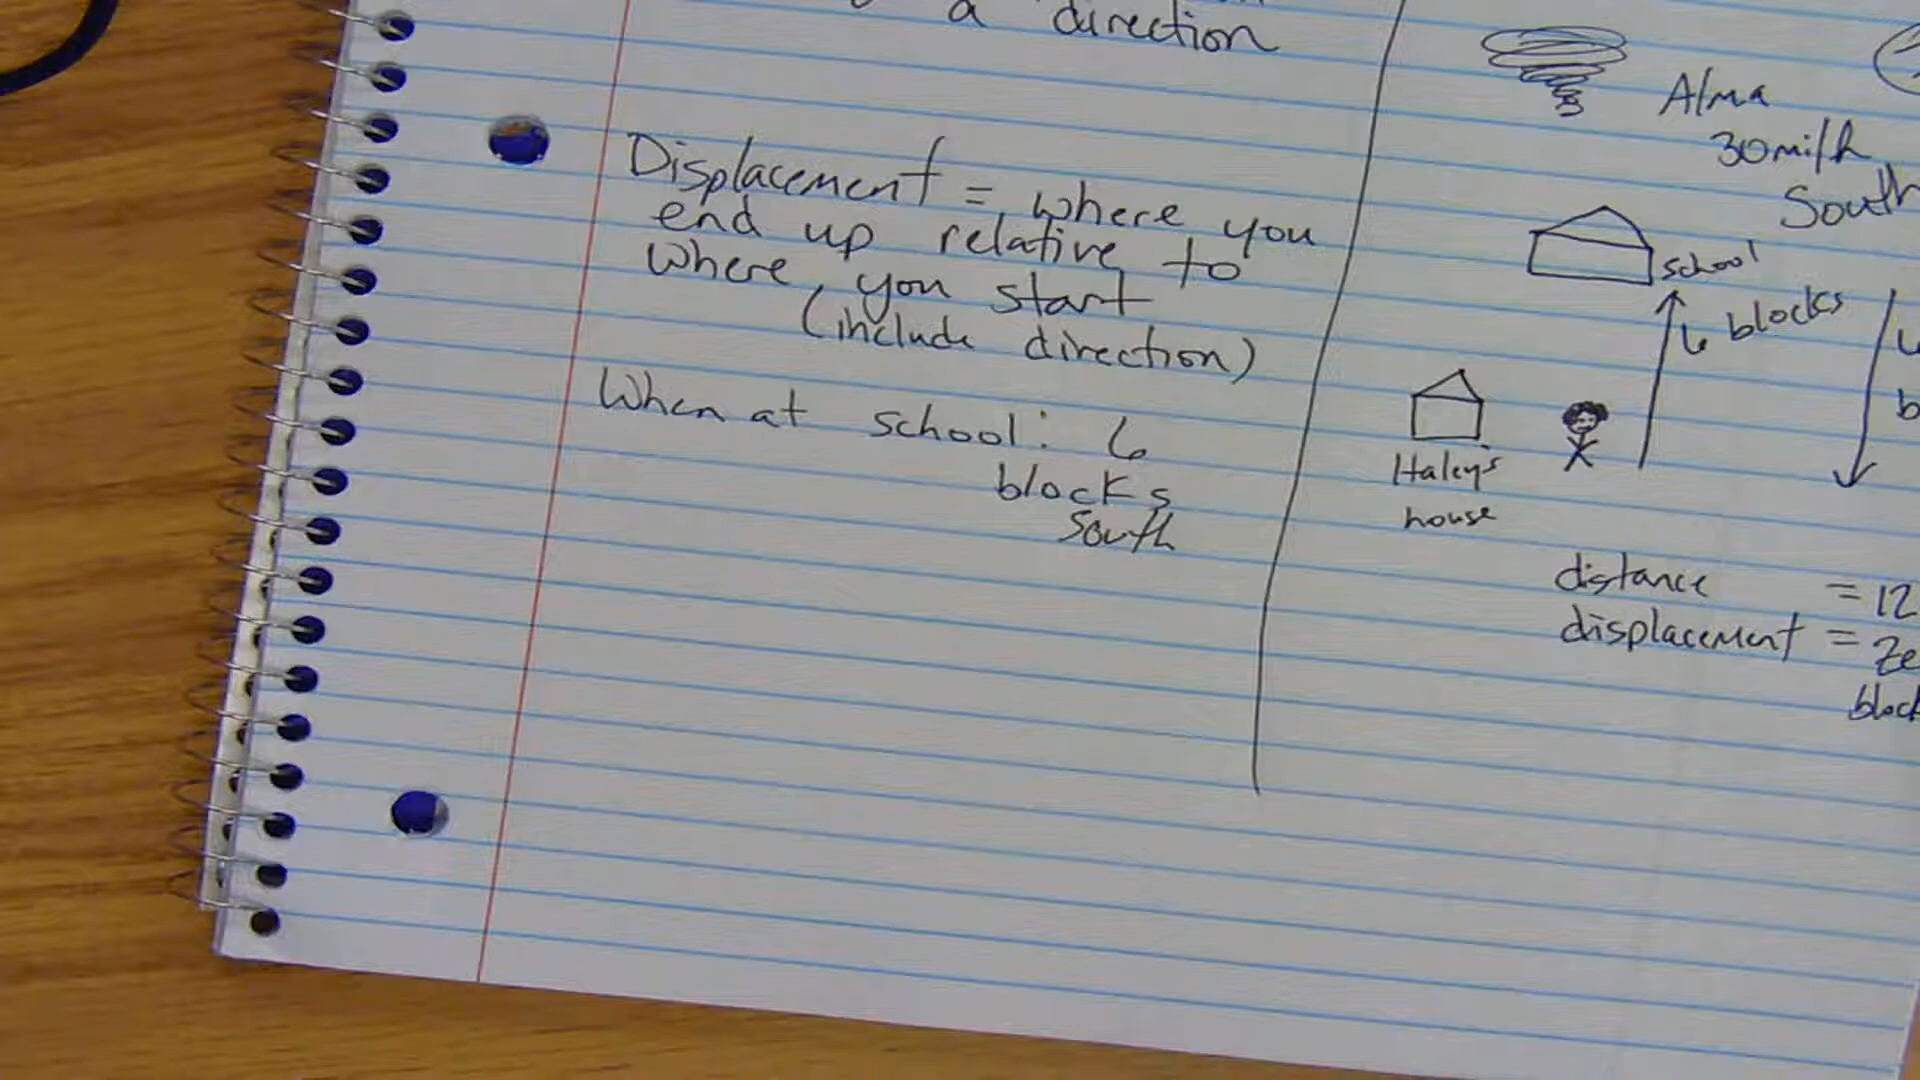 a direction
Displacement = where you
end up relative to
where you start
(include direction)
When at school: 6
blocks
South
Alma
30mi/h
South
school
6 blocks
Haley's
house
distance = 12
displacement =